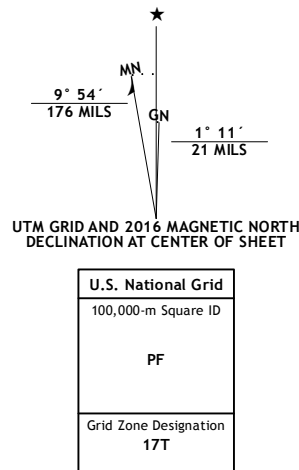 ★
MN
GN
9° 54´
176 MILS
1° 11´
21 MILS
UTM GRID AND 2016 MAGNETIC NORTH
DECLINATION AT CENTER OF SHEET
U.S. National Grid
100,000-m Square ID
PF
Grid Zone Designation
17T